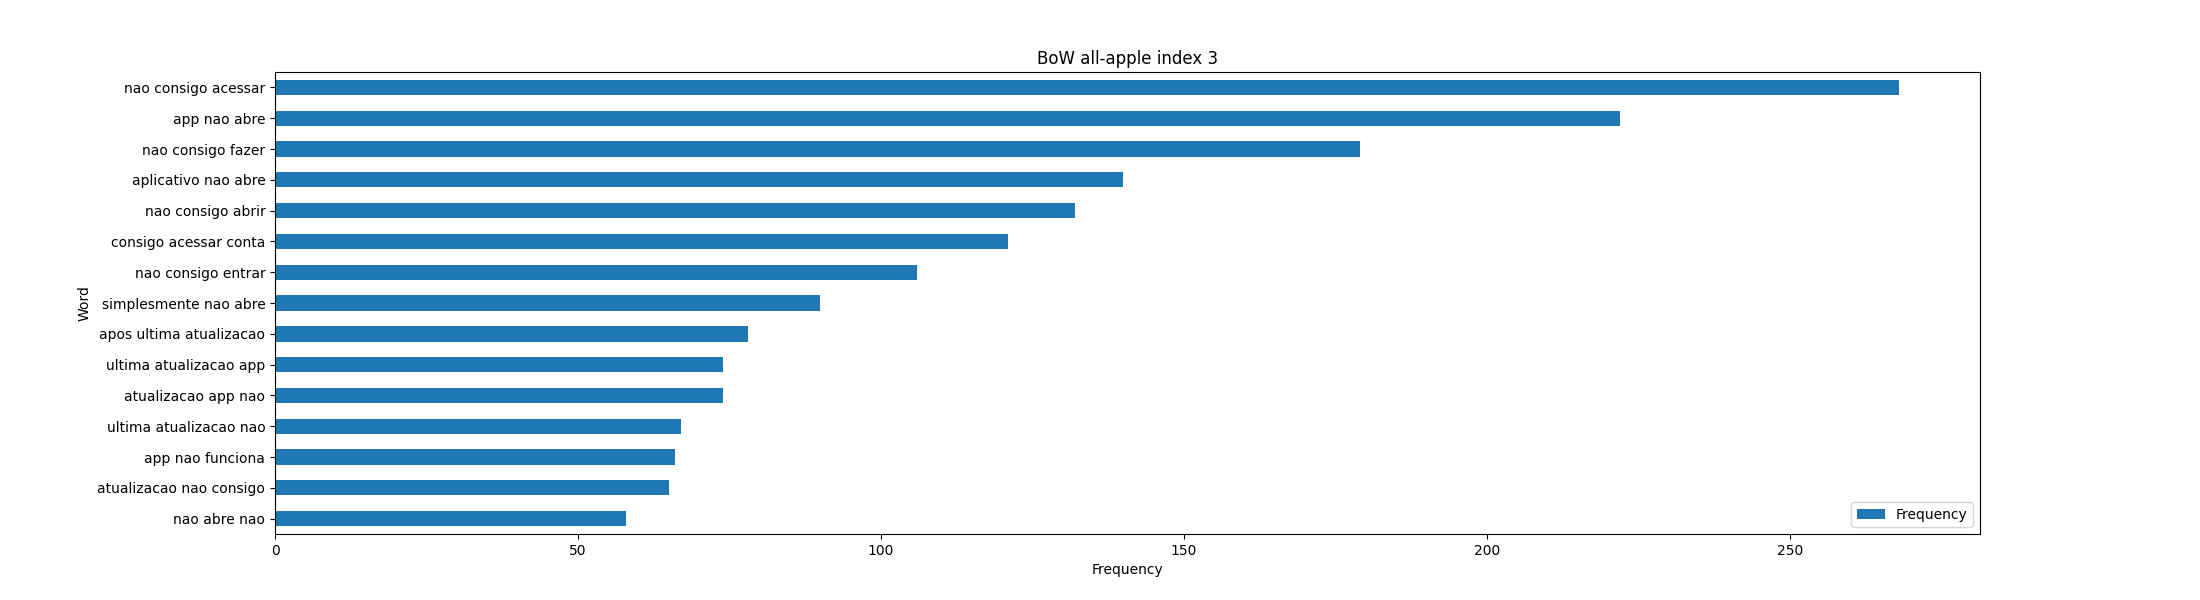 BoW all-apple index 3
nao consigo acessar
app nao abre
nao consigo fazer
aplicativo nao abre
nao consigo abrir
consigo acessar conta
nao consigo entrar
simplesmente nao abre
apos ultima atualizacao
ultima atualizacao app
atualizacao app nao
ultima atualizacao nao
app nao funciona
atualizacao nao consigo
nao abre nao
Word
Frequency
0 50 100 150 200 250
Frequency